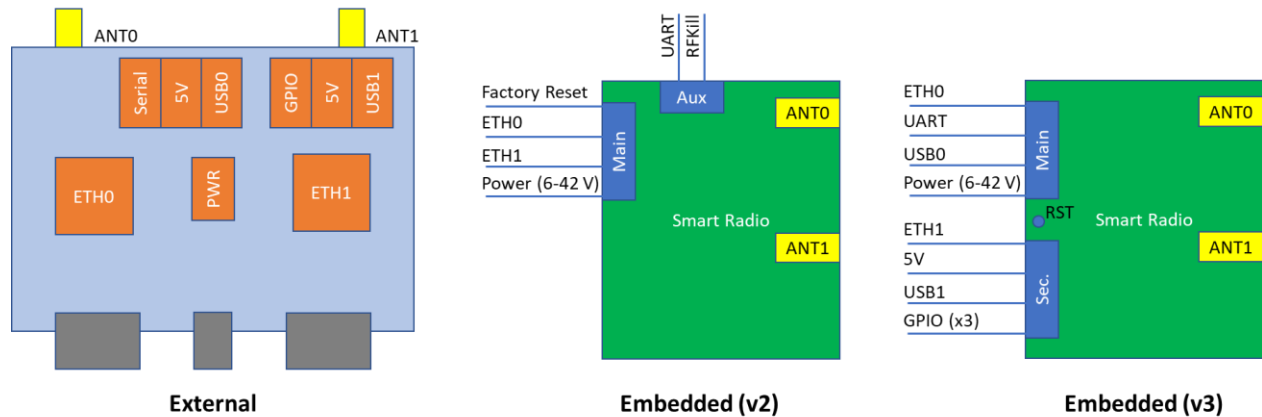 ANT0
ANT1
Serial
5V
USB0
GPIO
5V
USB1
ETH0
PWR
ETH1
External
UART
RFKill
Aux
Factory Reset
ETH0
ETH1
Power (6-42 V)
Main
ANT0
Smart Radio
ANT1
Embedded (v2)
ETH0
UART
USB0
Power (6-42 V)
Main
ANT0
RST
Smart Radio
ETH1
5V
USB1
GPIO (x3)
Sec.
ANT1
Embedded (v3)